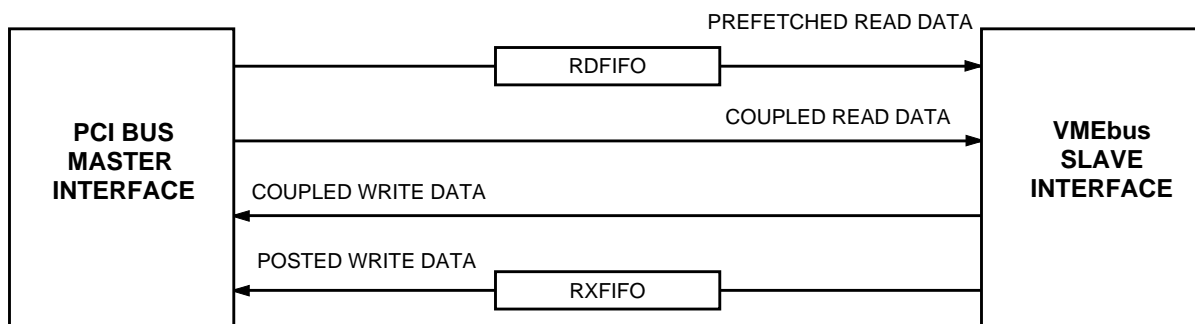 PREFETCHED READ DATA
RDFIFO
COUPLED READ DATA
PCI BUS
MASTER
INTERFACE
VMEbus
SLAVE
INTERFACE
COUPLED WRITE DATA
POSTED WRITE DATA
RXFIFO